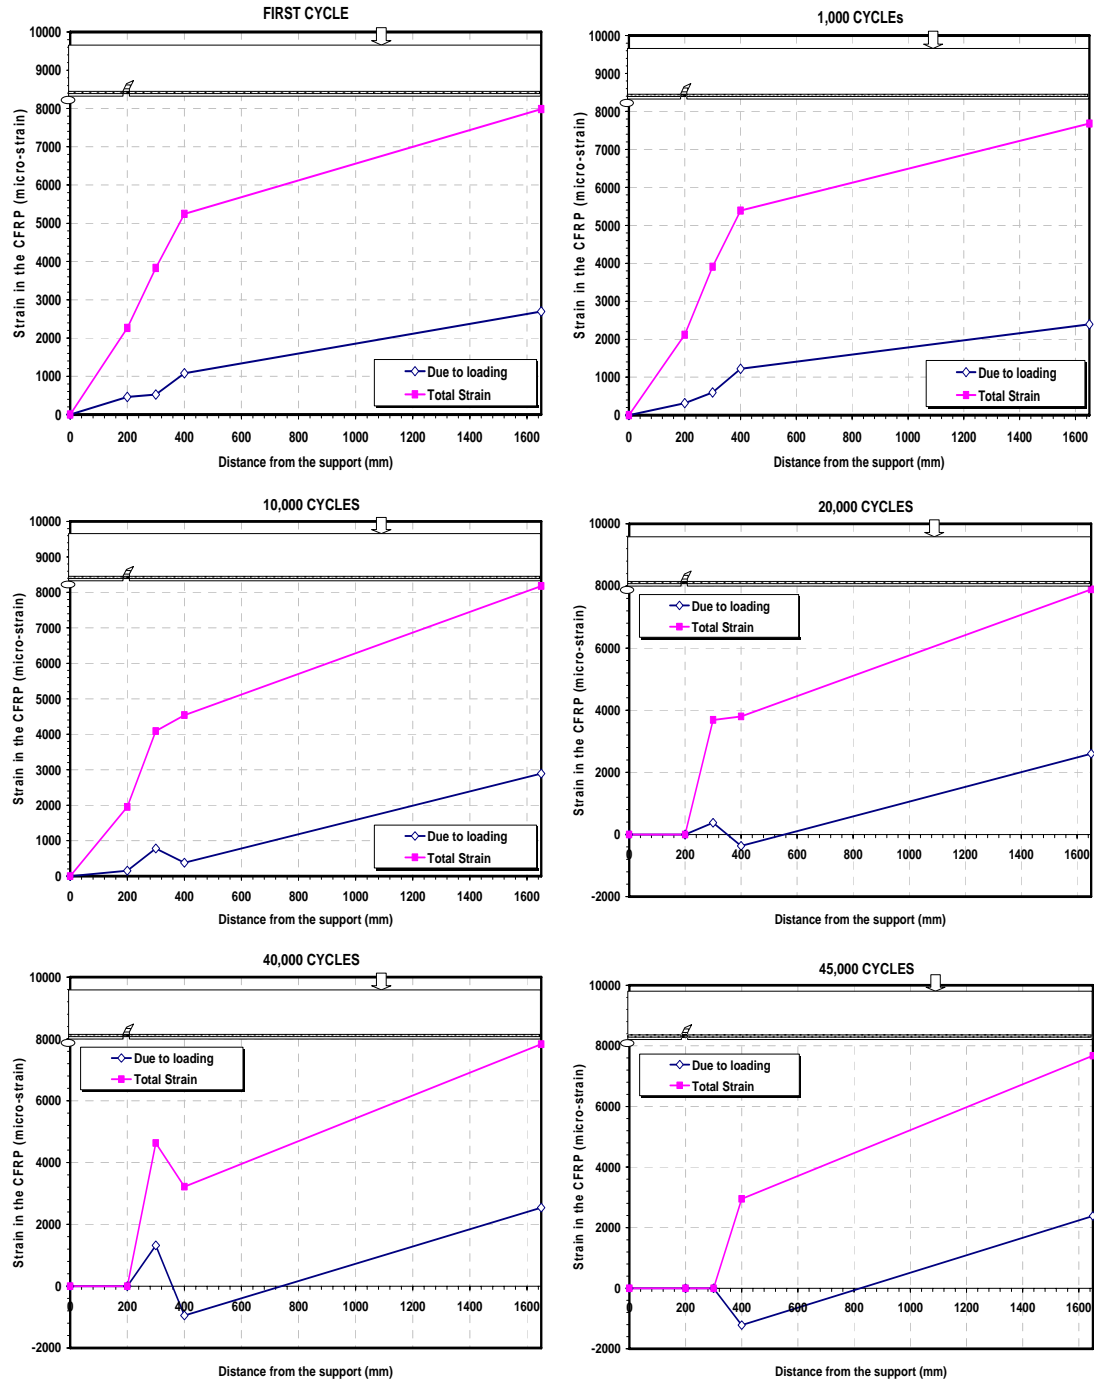 FIRST CYCLE
10000
9000
8000
7000
6000
5000
4000
3000
2000
1000
0
Strain in the CFRP (micro-strain)
Due to loading
Total Strain
0 200 400 600 800 1000 1200 1400 1600
Distance from the support (mm)
1,000 CYCLEs
10000
9000
8000
7000
6000
5000
4000
3000
2000
1000
0
Strain in the CFRP (micro-strain)
Due to loading
Total Strain
0 200 400 600 800 1000 1200 1400 1600
Distance from the support (mm)
10,000 CYCLES
10000
9000
8000
7000
6000
5000
4000
3000
2000
1000
0
Strain in the CFRP (micro-strain)
Due to loading
Total Strain
0 200 400 600 800 1000 1200 1400 1600
Distance from the support (mm)
20,000 CYCLES
10000
8000
6000
4000
2000
0
-2000
Strain in the CFRP (micro-strain)
Due to loading
Total Strain
0 200 400 600 800 1000 1200 1400 1600
Distance from the support (mm)
40,000 CYCLES
10000
8000
6000
4000
2000
0
-2000
Strain in the CFRP (micro-strain)
Due to loading
Total Strain
0 200 400 600 800 1000 1200 1400 1600
Distance from the support (mm)
45,000 CYCLES
10000
8000
6000
4000
2000
0
-2000
Strain in the CFRP (micro-strain)
Due to loading
Total Strain
0 200 400 600 800 1000 1200 1400 1600
Distance from the support (mm)